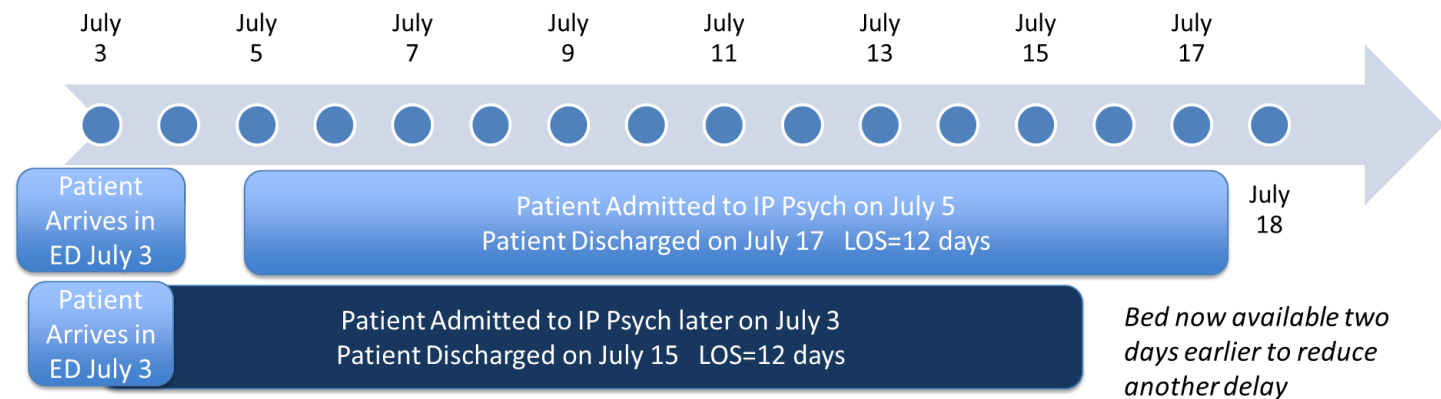 July
3
July
5
July
7
July
9
July
11
July
13
July
15
July
17
Patient
Arrives in
ED July 3
Patient Admitted to IP Psych on July 5
Patient Discharged on July 17   LOS=12 days
July
18
Patient
Arrives in
ED July 3
Patient Admitted to IP Psych later on July 3
Patient Discharged on July 15   LOS=12 days
Bed now available two
days earlier to reduce
another delay